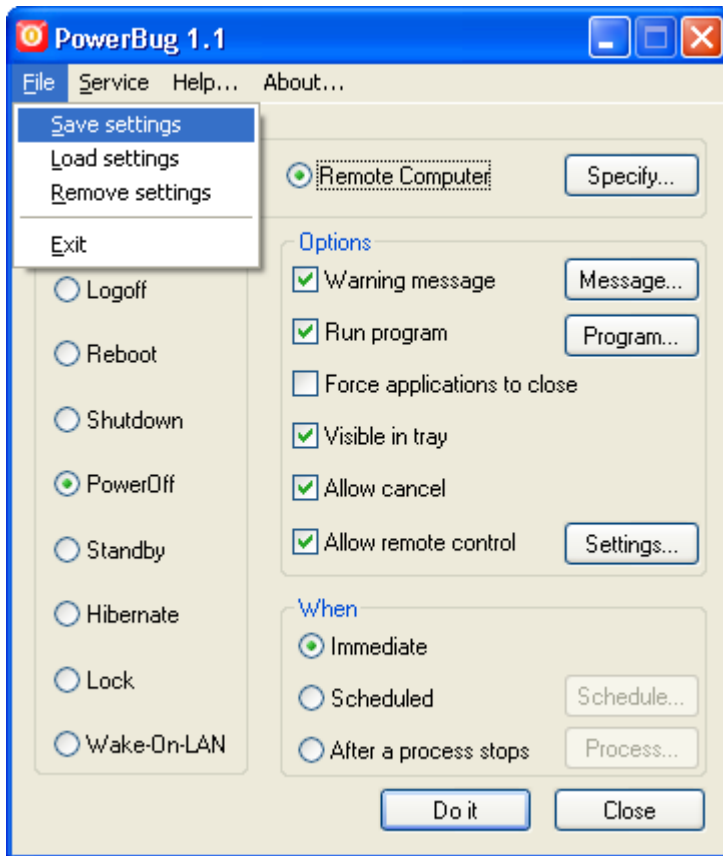 PowerBug 1.1
File Service Help... About...
Save settings
Load settings
Remove settings
Exit
Remote Computer Specify...
Logoff
Reboot
Shutdown
PowerOff
Standby
Hibernate
Lock
Wake-On-LAN
Options
Warning message Message...
Run program Program...
Force applications to close
Visible in tray
Allow cancel
Allow remote control Settings...
When
Immediate
Scheduled Schedule...
After a process stops Process...
Do it Close